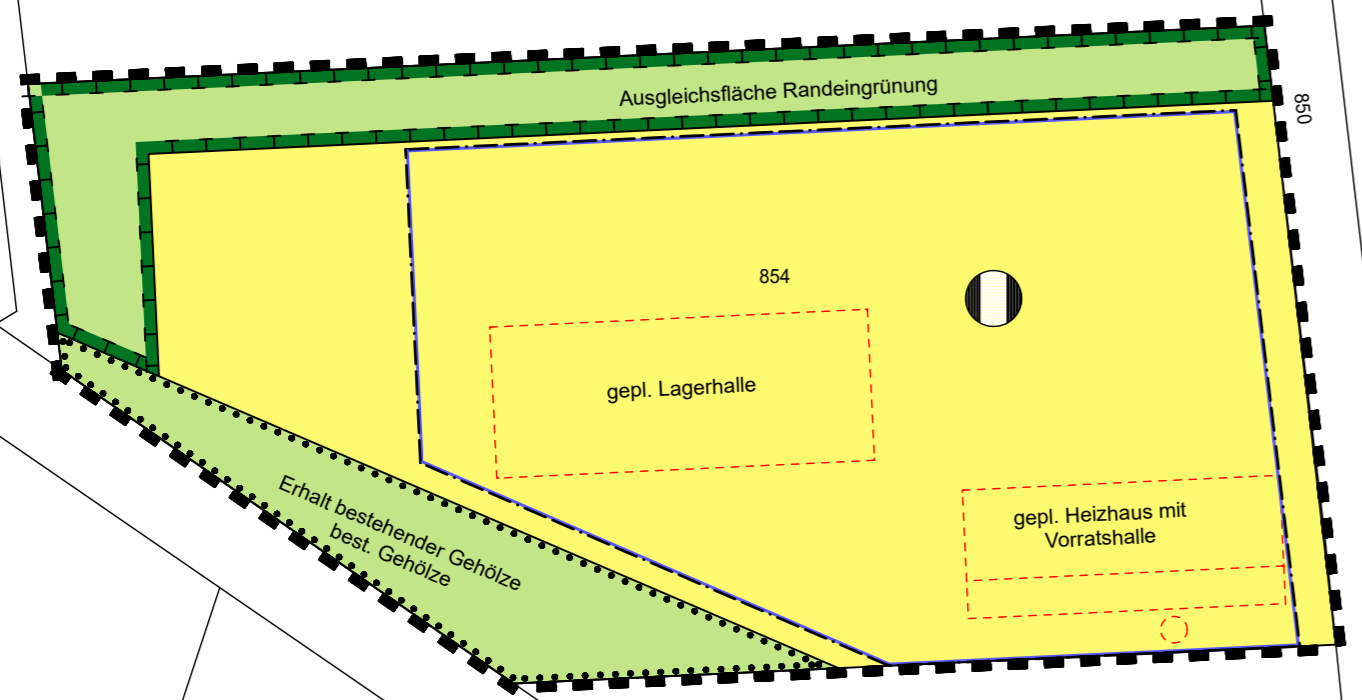 Ausgleichsfläche Randeingrünung
850
854
gepl. Lagerhalle
Erhalt bestehender Gehölze
best. Gehölze
gepl. Heizhaus mit
Vorratshalle